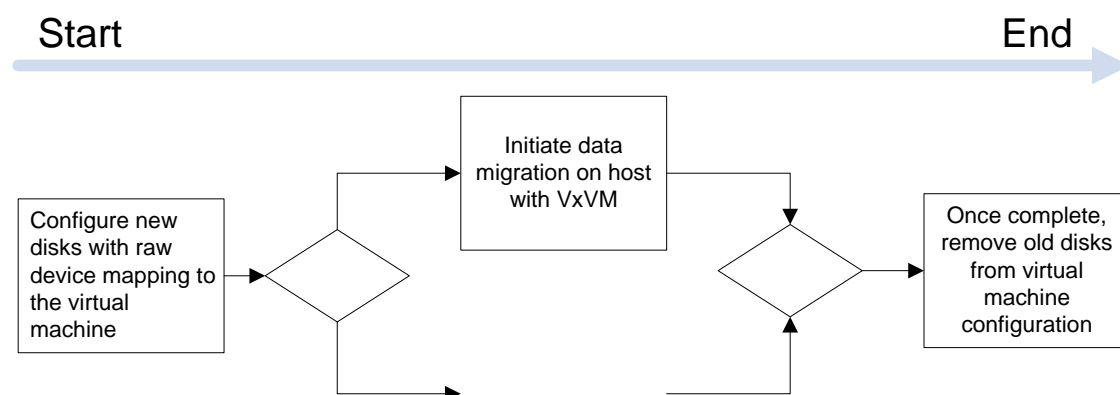 Start
End
Initiate data
migration on host
with VxVM
Configure new
disks with raw
device mapping to
the virtual
machine
Once complete,
remove old disks
from virtual
machine
configuration